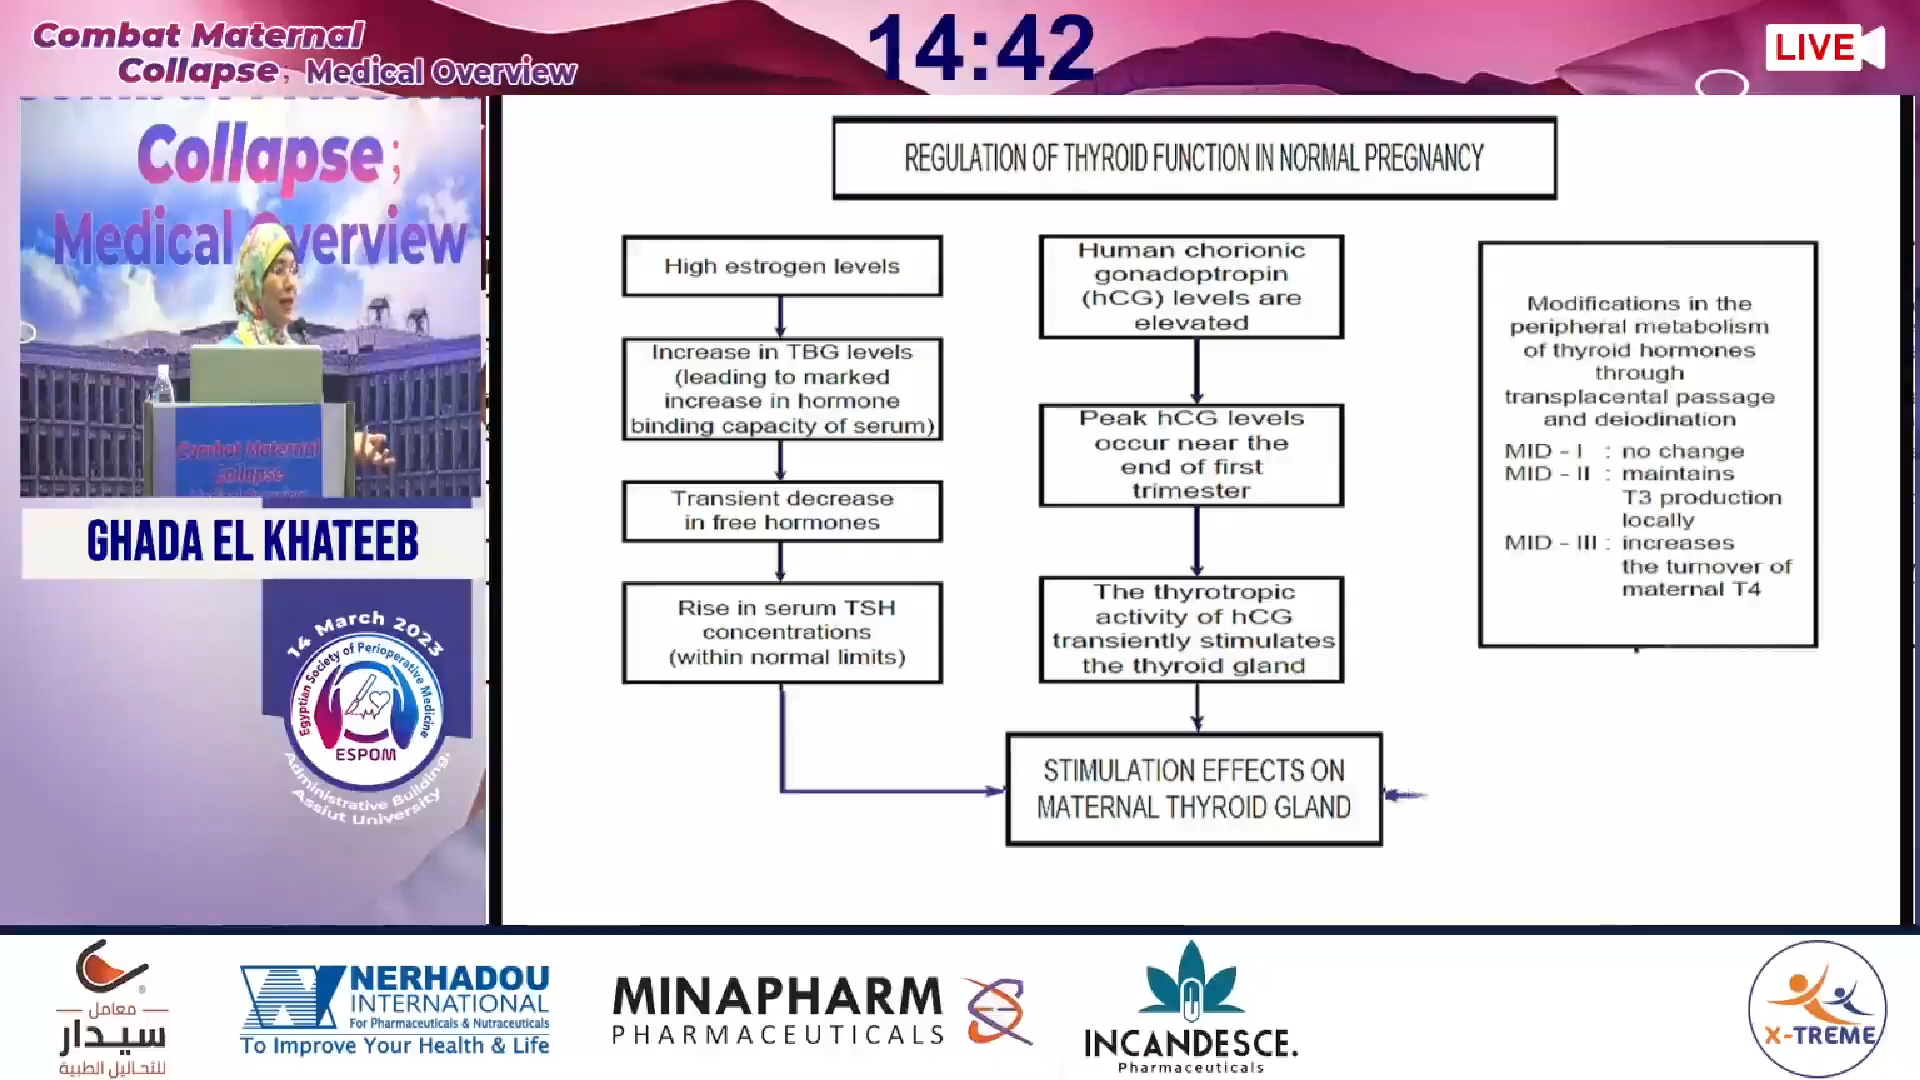 Combat Maternal
Collapse; Medical Overview
14:42
LIVE
Collapse;
Medical Overview
Combat Maternal
Collapse
GHADA EL KHATEEB
14 March 2023
Egyptian Society of Perioperative Medicine
ESPOM
Administrative Building,
Assiut University
REGULATION OF THYROID FUNCTION IN NORMAL PREGNANCY
High estrogen levels
Increase in TBG levels
(leading to marked
increase in hormone
binding capacity of serum)
Transient decrease
in free hormones
Rise in serum TSH
concentrations
(within normal limits)
Human chorionic
gonadoptropin
(hCG) levels are
elevated
Peak hCG levels
occur near the
end of first
trimester
The thyrotropic
activity of hCG
transiently stimulates
the thyroid gland
STIMULATION EFFECTS ON
MATERNAL THYROID GLAND
Modifications in the
peripheral metabolism
of thyroid hormones
through
transplacental passage
and deiodination
MID - I : no change
MID - II : maintains
T3 production
locally
MID - III : increases
the turnover of
maternal T4
معامل
سيدار
للتحاليل الطبية
NERHADOU
INTERNATIONAL
For Pharmaceuticals & Nutraceuticals
To Improve Your Health & Life
MINAPHARM
PHARMACEUTICALS
INCANDESCE.
Pharmaceuticals
X-TREME